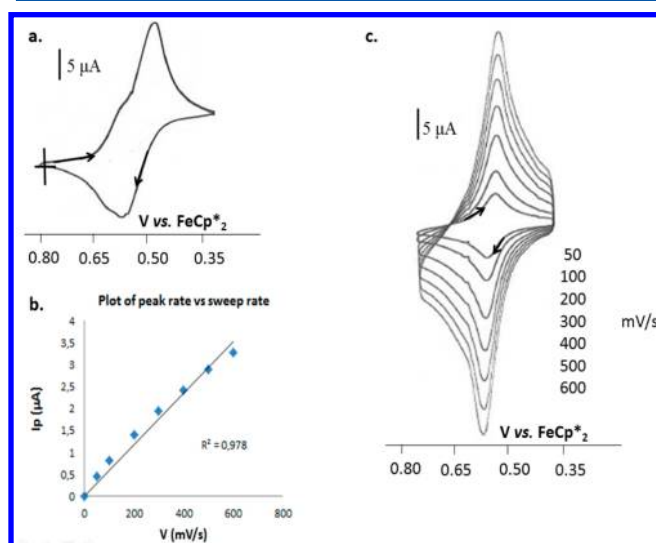 a.
5 μA
V vs. FeCp*2
0.80 0.65 0.50 0.35
b.
Plot of peak rate vs sweep rate
Ip (μA)
4
3,5
3
2,5
2
1,5
1
0,5
0
R² = 0,978
0 200 400 600 800
V (mV/s)
c.
5 μA
50
100
200
300 mV/s
400
500
600
V vs. FeCp*2
0.80 0.65 0.50 0.35